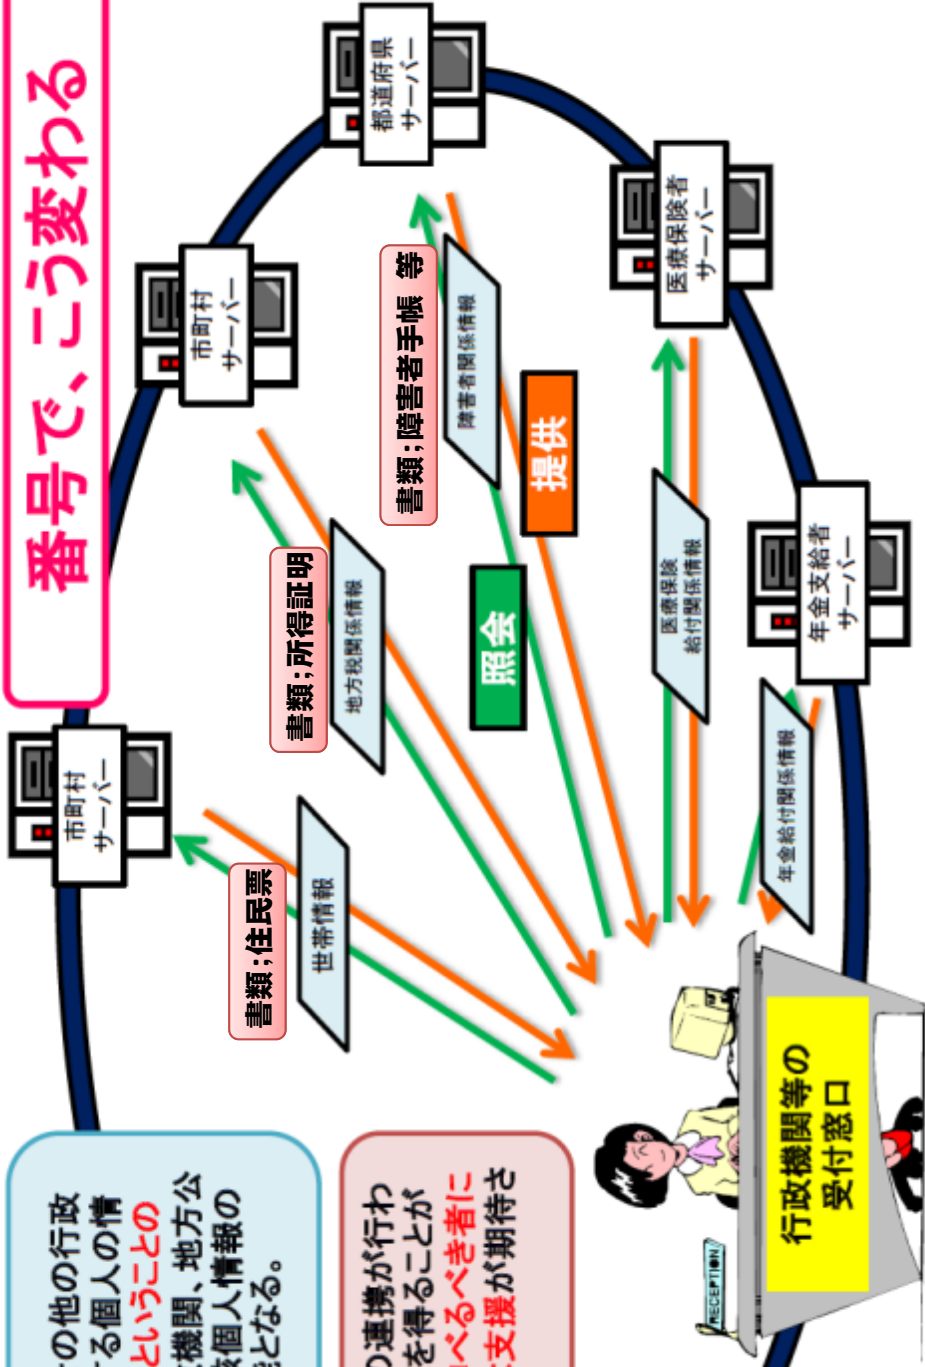 番号で、こう変わる
の他の行政
る個人の情
ということの
機関、地方公
該個人情報の
能となる。
の連携が行わ
を得ることが
べるべき者に
支援が期待さ
市町村
サーバー
書類；住民票
世帯情報
市町村
サーバー
書類；所得証明
地方税関係情報
都道府県
サーバー
書類；障害者手帳 等
障害者関係情報
照会
提供
医療保険者
サーバー
医療保険
給付関係情報
年金支給者
サーバー
年金給付関係情報
RECEPTION
行政機関等の
受付窓口